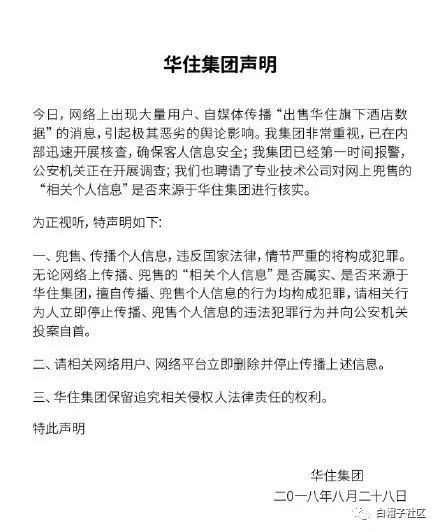 华住集团声明
今日，网络上出现大量用户、自媒体传播“出售华住旗下酒店数
据”的消息，引起极其恶劣的舆论影响。我集团非常重视，已在内
部迅速开展核查，确保客人信息安全；我集团已经第一时间报警，
公安机关正在开展调查；我们也聘请了专业技术公司对网上兜售的
“相关个人信息”是否来源于华住集团进行核实。
为正视听，特声明如下：
一、兜售、传播个人信息，违反国家法律，情节严重的将构成犯罪。
无论网络上传播、兜售的“相关个人信息”是否属实、是否来源于
华住集团，擅自传播、兜售个人信息的行为均构成犯罪，请相关行
为人立即停止传播、兜售个人信息的违法犯罪行为并向公安机关
投案自首。
二、请相关网络用户、网络平台立即删除并停止传播上述信息。
三、华住集团保留追究相关侵权人法律责任的权利。
特此声明
华住集团
二〇一八年八月二十八日
白帽子社区